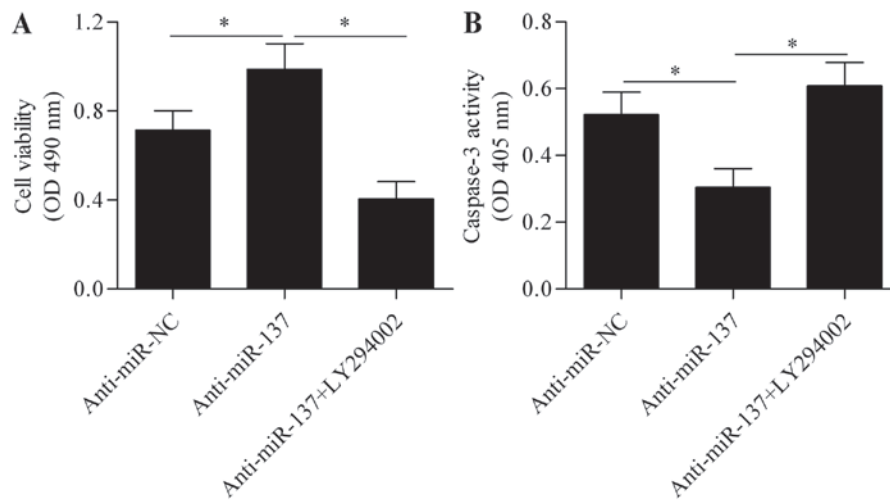 A
Cell viability
(OD 490 nm)
1.2
0.8
0.4
0.0
*
*
Anti-miR-NC
Anti-miR-137
Anti-miR-137+LY294002
B
Caspase-3 activity
(OD 405 nm)
0.8
0.6
0.4
0.2
0.0
*
*
Anti-miR-NC
Anti-miR-137
Anti-miR-137+LY294002